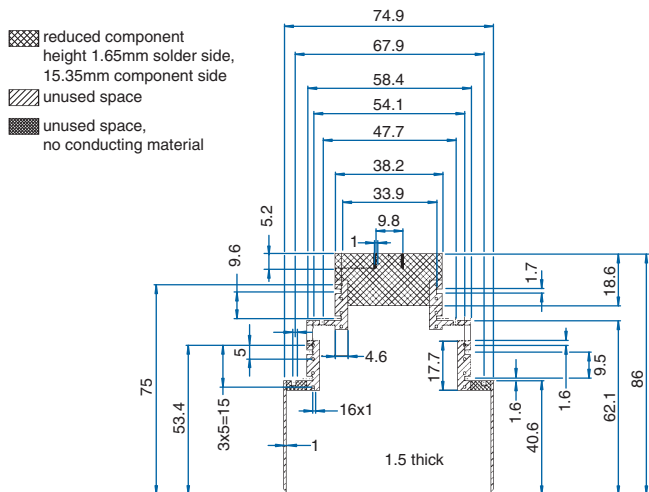 74.9
67.9
58.4
54.1
47.7
38.2
33.9
9.8
1
reduced component
height 1.65mm solder side,
15.35mm component side
unused space
unused space,
no conducting material
5.2
9.6
1.7
18.6
4.6
5
17.7
9.5
1.6
1.6
75
53.4
3x5=15
16x1
1
1.5 thick
40.6
62.1
86